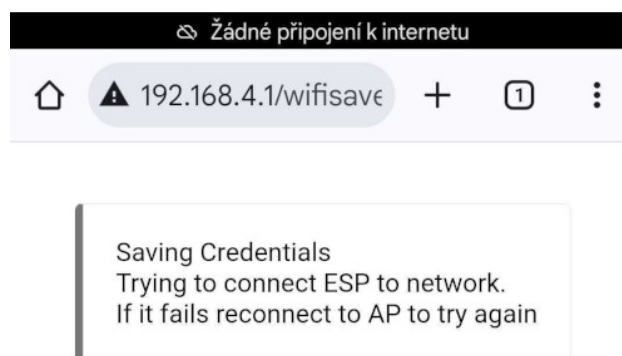 Žádné připojení k internetu
192.168.4.1/wifisave
1
Saving Credentials
Trying to connect ESP to network.
If it fails reconnect to AP to try again